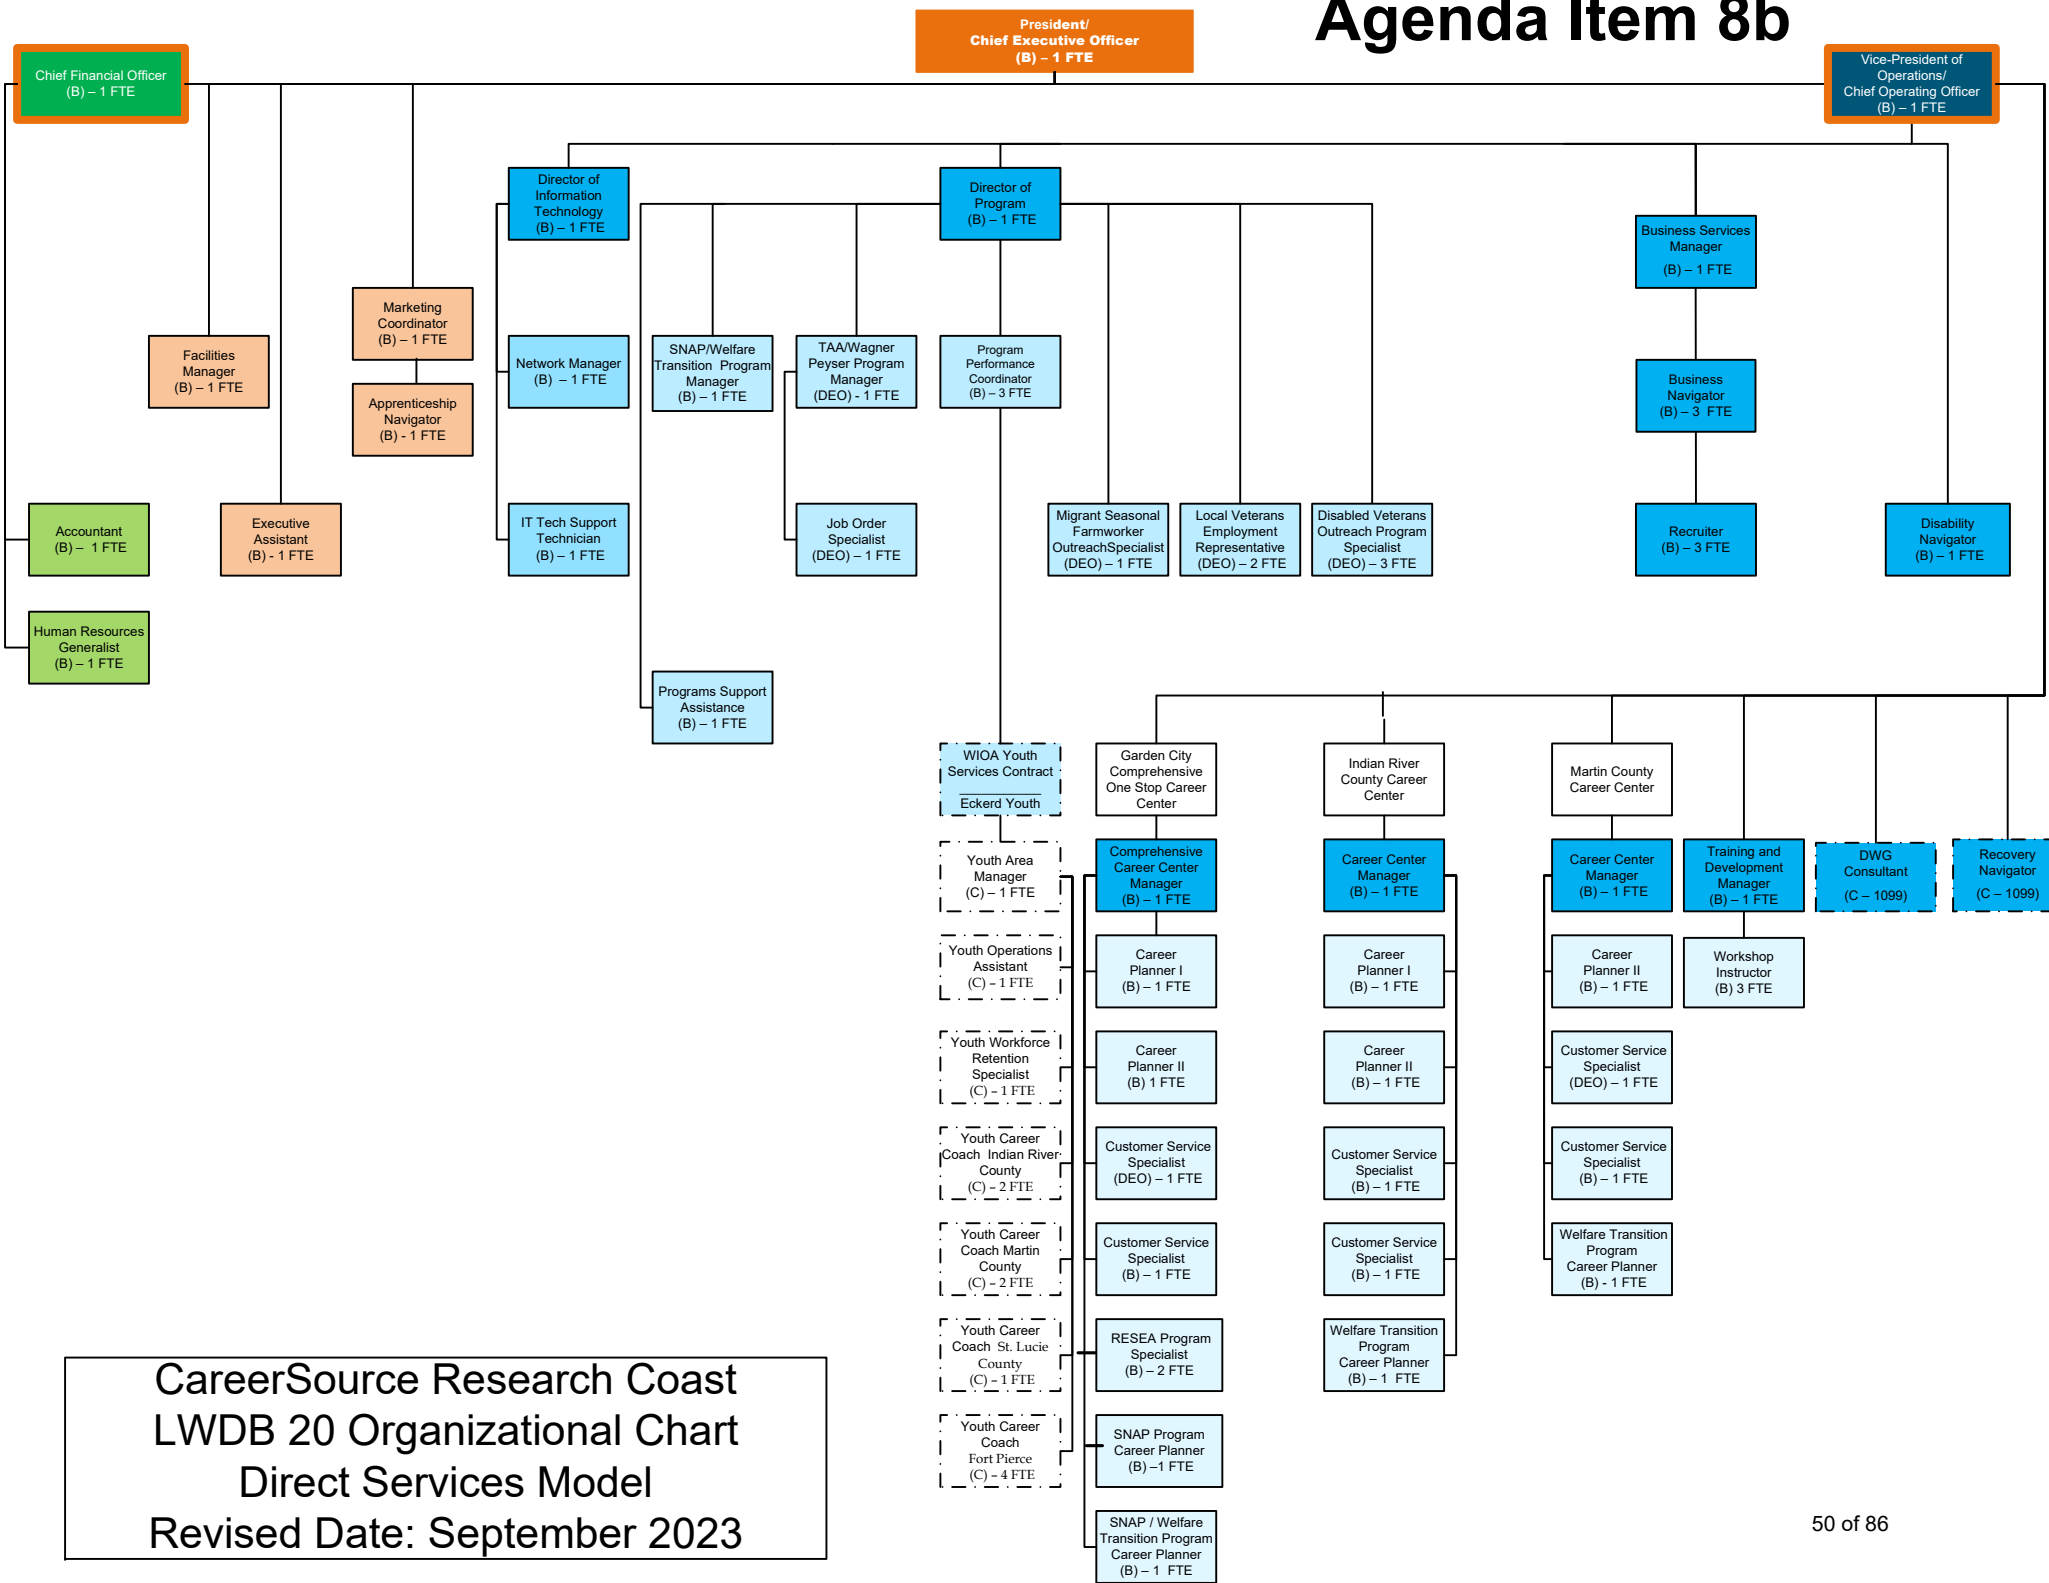 Agenda Item 8b
President/
Chief Executive Officer
(B) – 1 FTE
Chief Financial Officer
(B) – 1 FTE
Vice-President of
Operations/
Chief Operating Officer
(B) – 1 FTE
Director of
Information
Technology
(B) – 1 FTE
Director of
Program
(B) – 1 FTE
Business Services
Manager
(B) – 1 FTE
Marketing
Coordinator
(B) – 1 FTE
Facilities
Manager
(B) – 1 FTE
Apprenticeship
Navigator
(B) - 1 FTE
Network Manager
(B) – 1 FTE
SNAP/Welfare
Transition Program
Manager
(B) – 1 FTE
TAA/Wagner
Peyser Program
Manager
(DEO) - 1 FTE
Program
Performance
Coordinator
(B) – 3 FTE
Business
Navigator
(B) – 3 FTE
Accountant
(B) – 1 FTE
Executive
Assistant
(B) - 1 FTE
IT Tech Support
Technician
(B) – 1 FTE
Job Order
Specialist
(DEO) – 1 FTE
Migrant Seasonal
Farmworker
OutreachSpecialist
(DEO) – 1 FTE
Local Veterans
Employment
Representative
(DEO) – 2 FTE
Disabled Veterans
Outreach Program
Specialist
(DEO) – 3 FTE
Recruiter
(B) – 3 FTE
Disability
Navigator
(B) – 1 FTE
Human Resources
Generalist
(B) – 1 FTE
Programs Support
Assistance
(B) – 1 FTE
WIOA Youth
Services Contract
___________
Eckerd Youth
Garden City
Comprehensive
One Stop Career
Center
Indian River
County Career
Center
Martin County
Career Center
Youth Area
Manager
(C) – 1 FTE
Comprehensive
Career Center
Manager
(B) – 1 FTE
Career Center
Manager
(B) – 1 FTE
Career Center
Manager
(B) – 1 FTE
Training and
Development
Manager
(B) – 1 FTE
DWG
Consultant
(C – 1099)
Recovery
Navigator
(C – 1099)
Youth Operations
Assistant
(C) – 1 FTE
Career
Planner I
(B) – 1 FTE
Career
Planner I
(B) – 1 FTE
Career
Planner II
(B) – 1 FTE
Workshop
Instructor
(B) 3 FTE
Youth Workforce
Retention
Specialist
(C) – 1 FTE
Career
Planner II
(B) 1 FTE
Career
Planner II
(B) – 1 FTE
Customer Service
Specialist
(DEO) – 1 FTE
Youth Career
Coach Indian River
County
(C) – 2 FTE
Customer Service
Specialist
(DEO) – 1 FTE
Customer Service
Specialist
(B) – 1 FTE
Customer Service
Specialist
(B) – 1 FTE
Youth Career
Coach Martin
County
(C) – 2 FTE
Customer Service
Specialist
(B) – 1 FTE
Customer Service
Specialist
(B) – 1 FTE
Welfare Transition
Program
Career Planner
(B) - 1 FTE
Youth Career
Coach St. Lucie
County
(C) – 1 FTE
RESEA Program
Specialist
(B) – 2 FTE
Welfare Transition
Program
Career Planner
(B) – 1 FTE
Youth Career
Coach
Fort Pierce
(C) – 4 FTE
SNAP Program
Career Planner
(B) –1 FTE
SNAP / Welfare
Transition Program
Career Planner
(B) – 1 FTE
CareerSource Research Coast
LWDB 20 Organizational Chart
Direct Services Model
Revised Date: September 2023
50 of 86